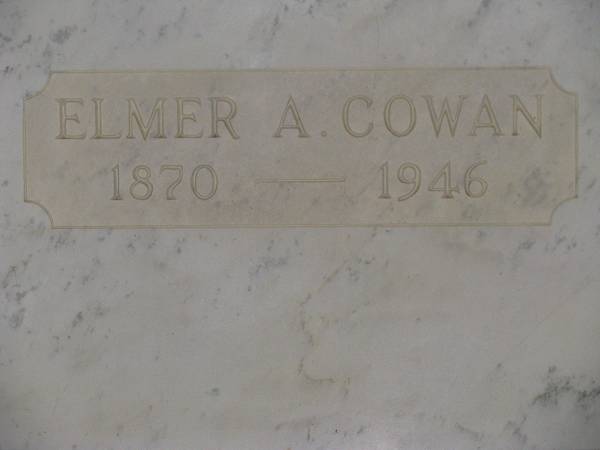 ELMER A. COWAN
1870 — 1946